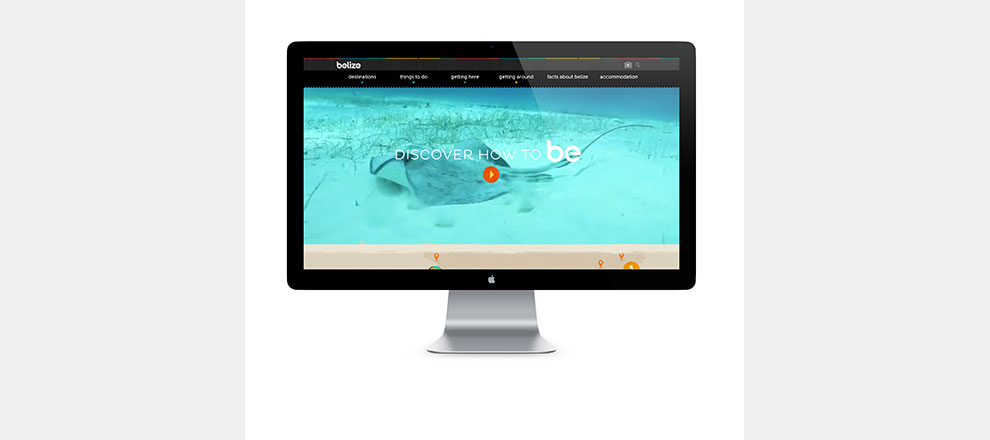 belize
destinations things to do getting here getting around facts about belize accommodation
DISCOVER HOW TO be